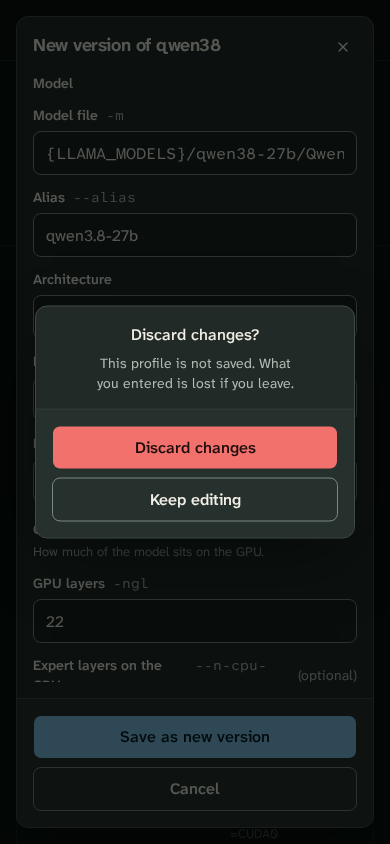 New version of qwen38
Model
Model file -m
{LLAMA_MODELS}/qwen38-27b/Qwen
Alias --alias
qwen3.8-27b
Architecture
Discard changes?
This profile is not saved. What
you entered is lost if you leave.
Discard changes
Keep editing
How much of the model sits on the GPU.
GPU layers -ngl
22
Expert layers on the --n-cpu- (optional)
Save as new version
Cancel
=CUDA0